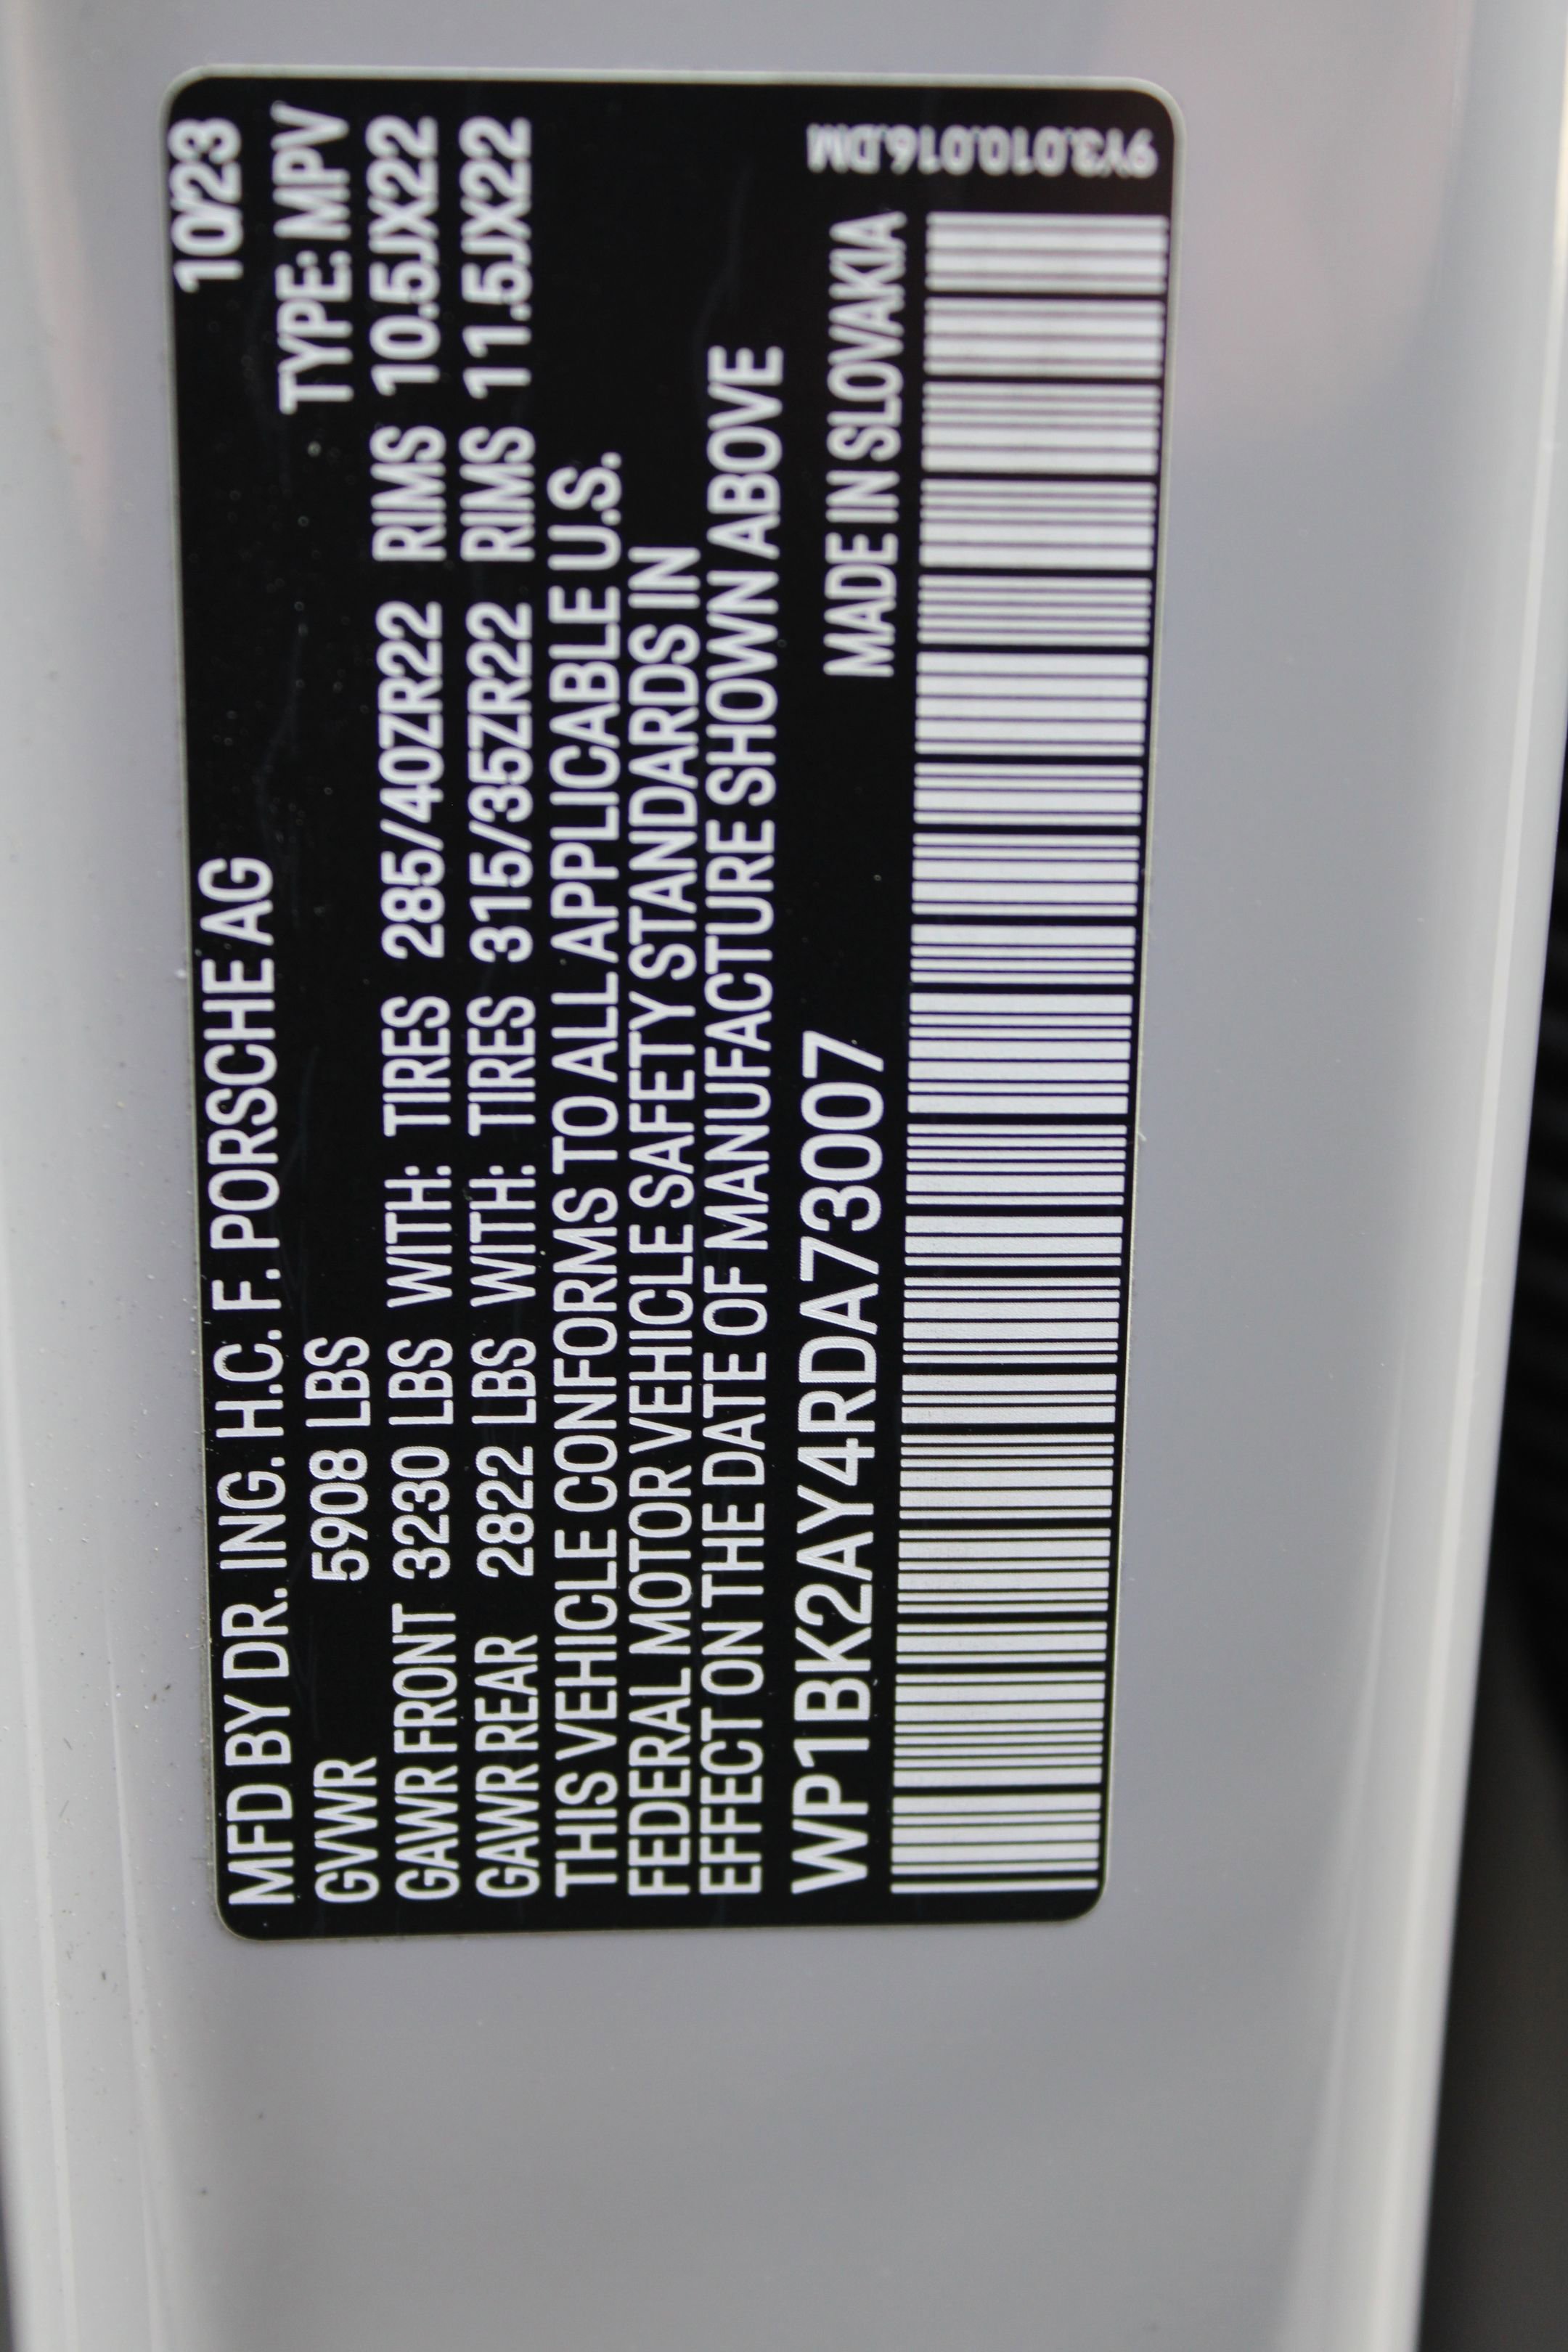 MFD BY DR. ING. H.C. F. PORSCHE AG 10/23
GVWR 5908 LBS TYPE: MPV
GAWR FRONT 3230 LBS WITH: TIRES 285/40ZR22 RIMS 10.5JX22
GAWR REAR 2822 LBS WITH: TIRES 315/35ZR22 RIMS 11.5JX22
THIS VEHICLE CONFORMS TO ALL APPLICABLE U.S.
FEDERAL MOTOR VEHICLE SAFETY STANDARDS IN
EFFECT ON THE DATE OF MANUFACTURE SHOWN ABOVE
WP1BK2AY4RDA73007 MADE IN SLOVAKIA
9Y3.010.016.DM